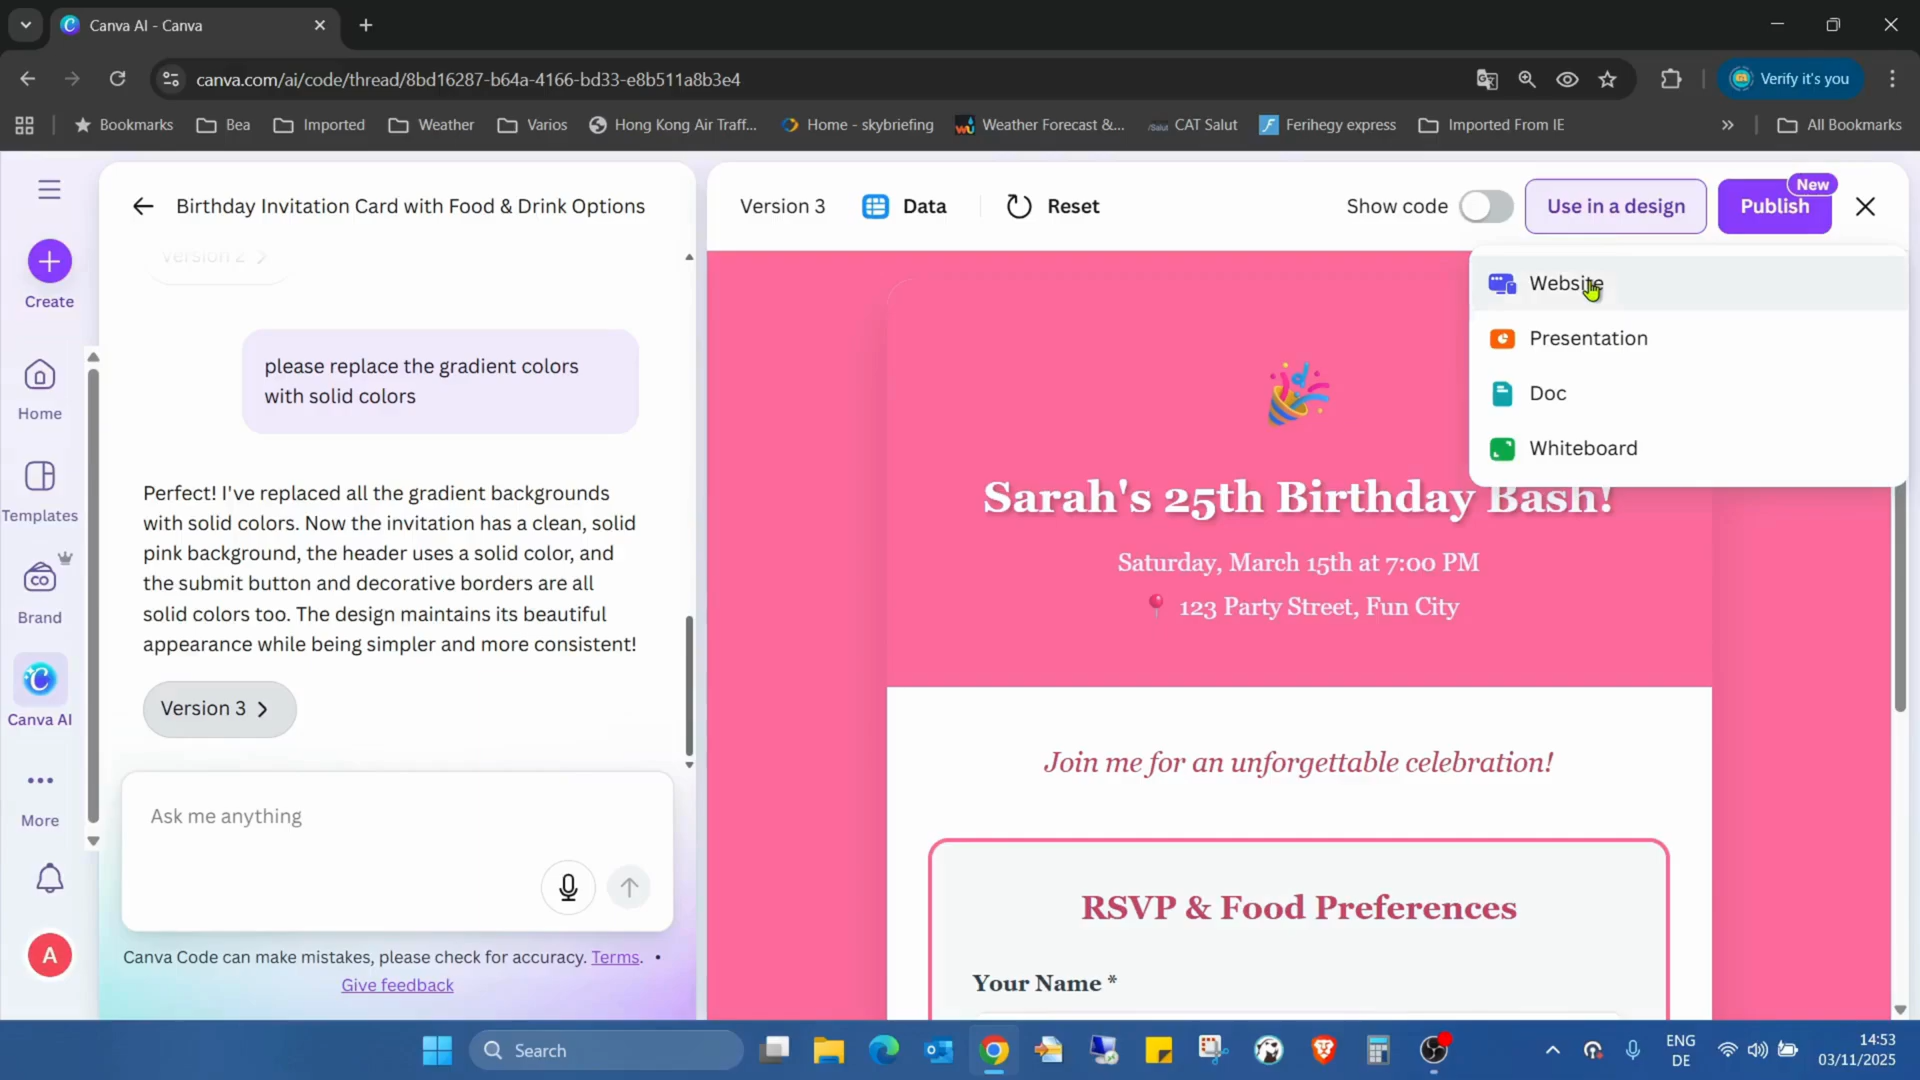 Canva AI - Canva
canva.com/ai/code/thread/8bd16287-b64a-4166-bd33-e8b511a8b3e4
Verify it's you
Bookmarks
Bea
Imported
Weather
Varios
Hong Kong Air Traff...
Home - skybriefing
Weather Forecast &...
CAT Salut
Ferihegy express
Imported From IE
All Bookmarks
Create
Home
Templates
Brand
Canva AI
More
A
Birthday Invitation Card with Food & Drink Options
Version 2
please replace the gradient colors
with solid colors
Perfect! I've replaced all the gradient backgrounds
with solid colors. Now the invitation has a clean, solid
pink background, the header uses a solid color, and
the submit button and decorative borders are all
solid colors too. The design maintains its beautiful
appearance while being simpler and more consistent!
Version 3
Ask me anything
Canva Code can make mistakes, please check for accuracy. Terms. •
Give feedback
Version 3
Data
Reset
Show code
Use in a design
Publish
New
Website
Presentation
Doc
Whiteboard
Sarah's 25th Birthday Bash!
Saturday, March 15th at 7:00 PM
123 Party Street, Fun City
Join me for an unforgettable celebration!
RSVP & Food Preferences
Your Name *
Search
ENG
DE
14:53
03/11/2025